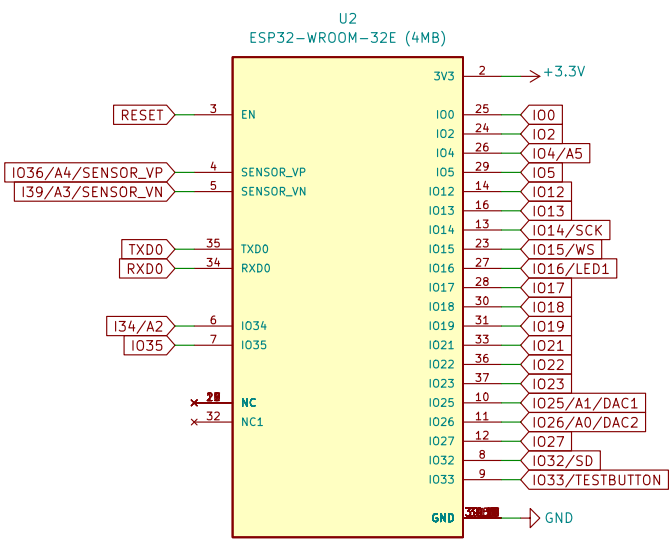 U2
ESP32-WROOM-32E (4MB)
3V3 2 +3.3V
RESET 3 EN IO0 25 IO0
IO2 24 IO2
IO4 26 IO4/A5
IO36/A4/SENSOR_VP 4 SENSOR_VP IO5 29 IO5
I39/A3/SENSOR_VN 5 SENSOR_VN IO12 14 IO12
IO13 16 IO13
IO14 13 IO14/SCK
TXD0 35 TXD0 IO15 23 IO15/WS
RXD0 34 RXD0 IO16 27 IO16/LED1
IO17 28 IO17
IO18 30 IO18
I34/A2 6 IO34 IO19 31 IO19
IO35 7 IO35 IO21 33 IO21
IO22 36 IO22
IO23 37 IO23
NC IO25 10 IO25/A1/DAC1
32 NC1 IO26 11 IO26/A0/DAC2
IO27 12 IO27
IO32 8 IO32/SD
IO33 9 IO33/TESTBUTTON
GND GND